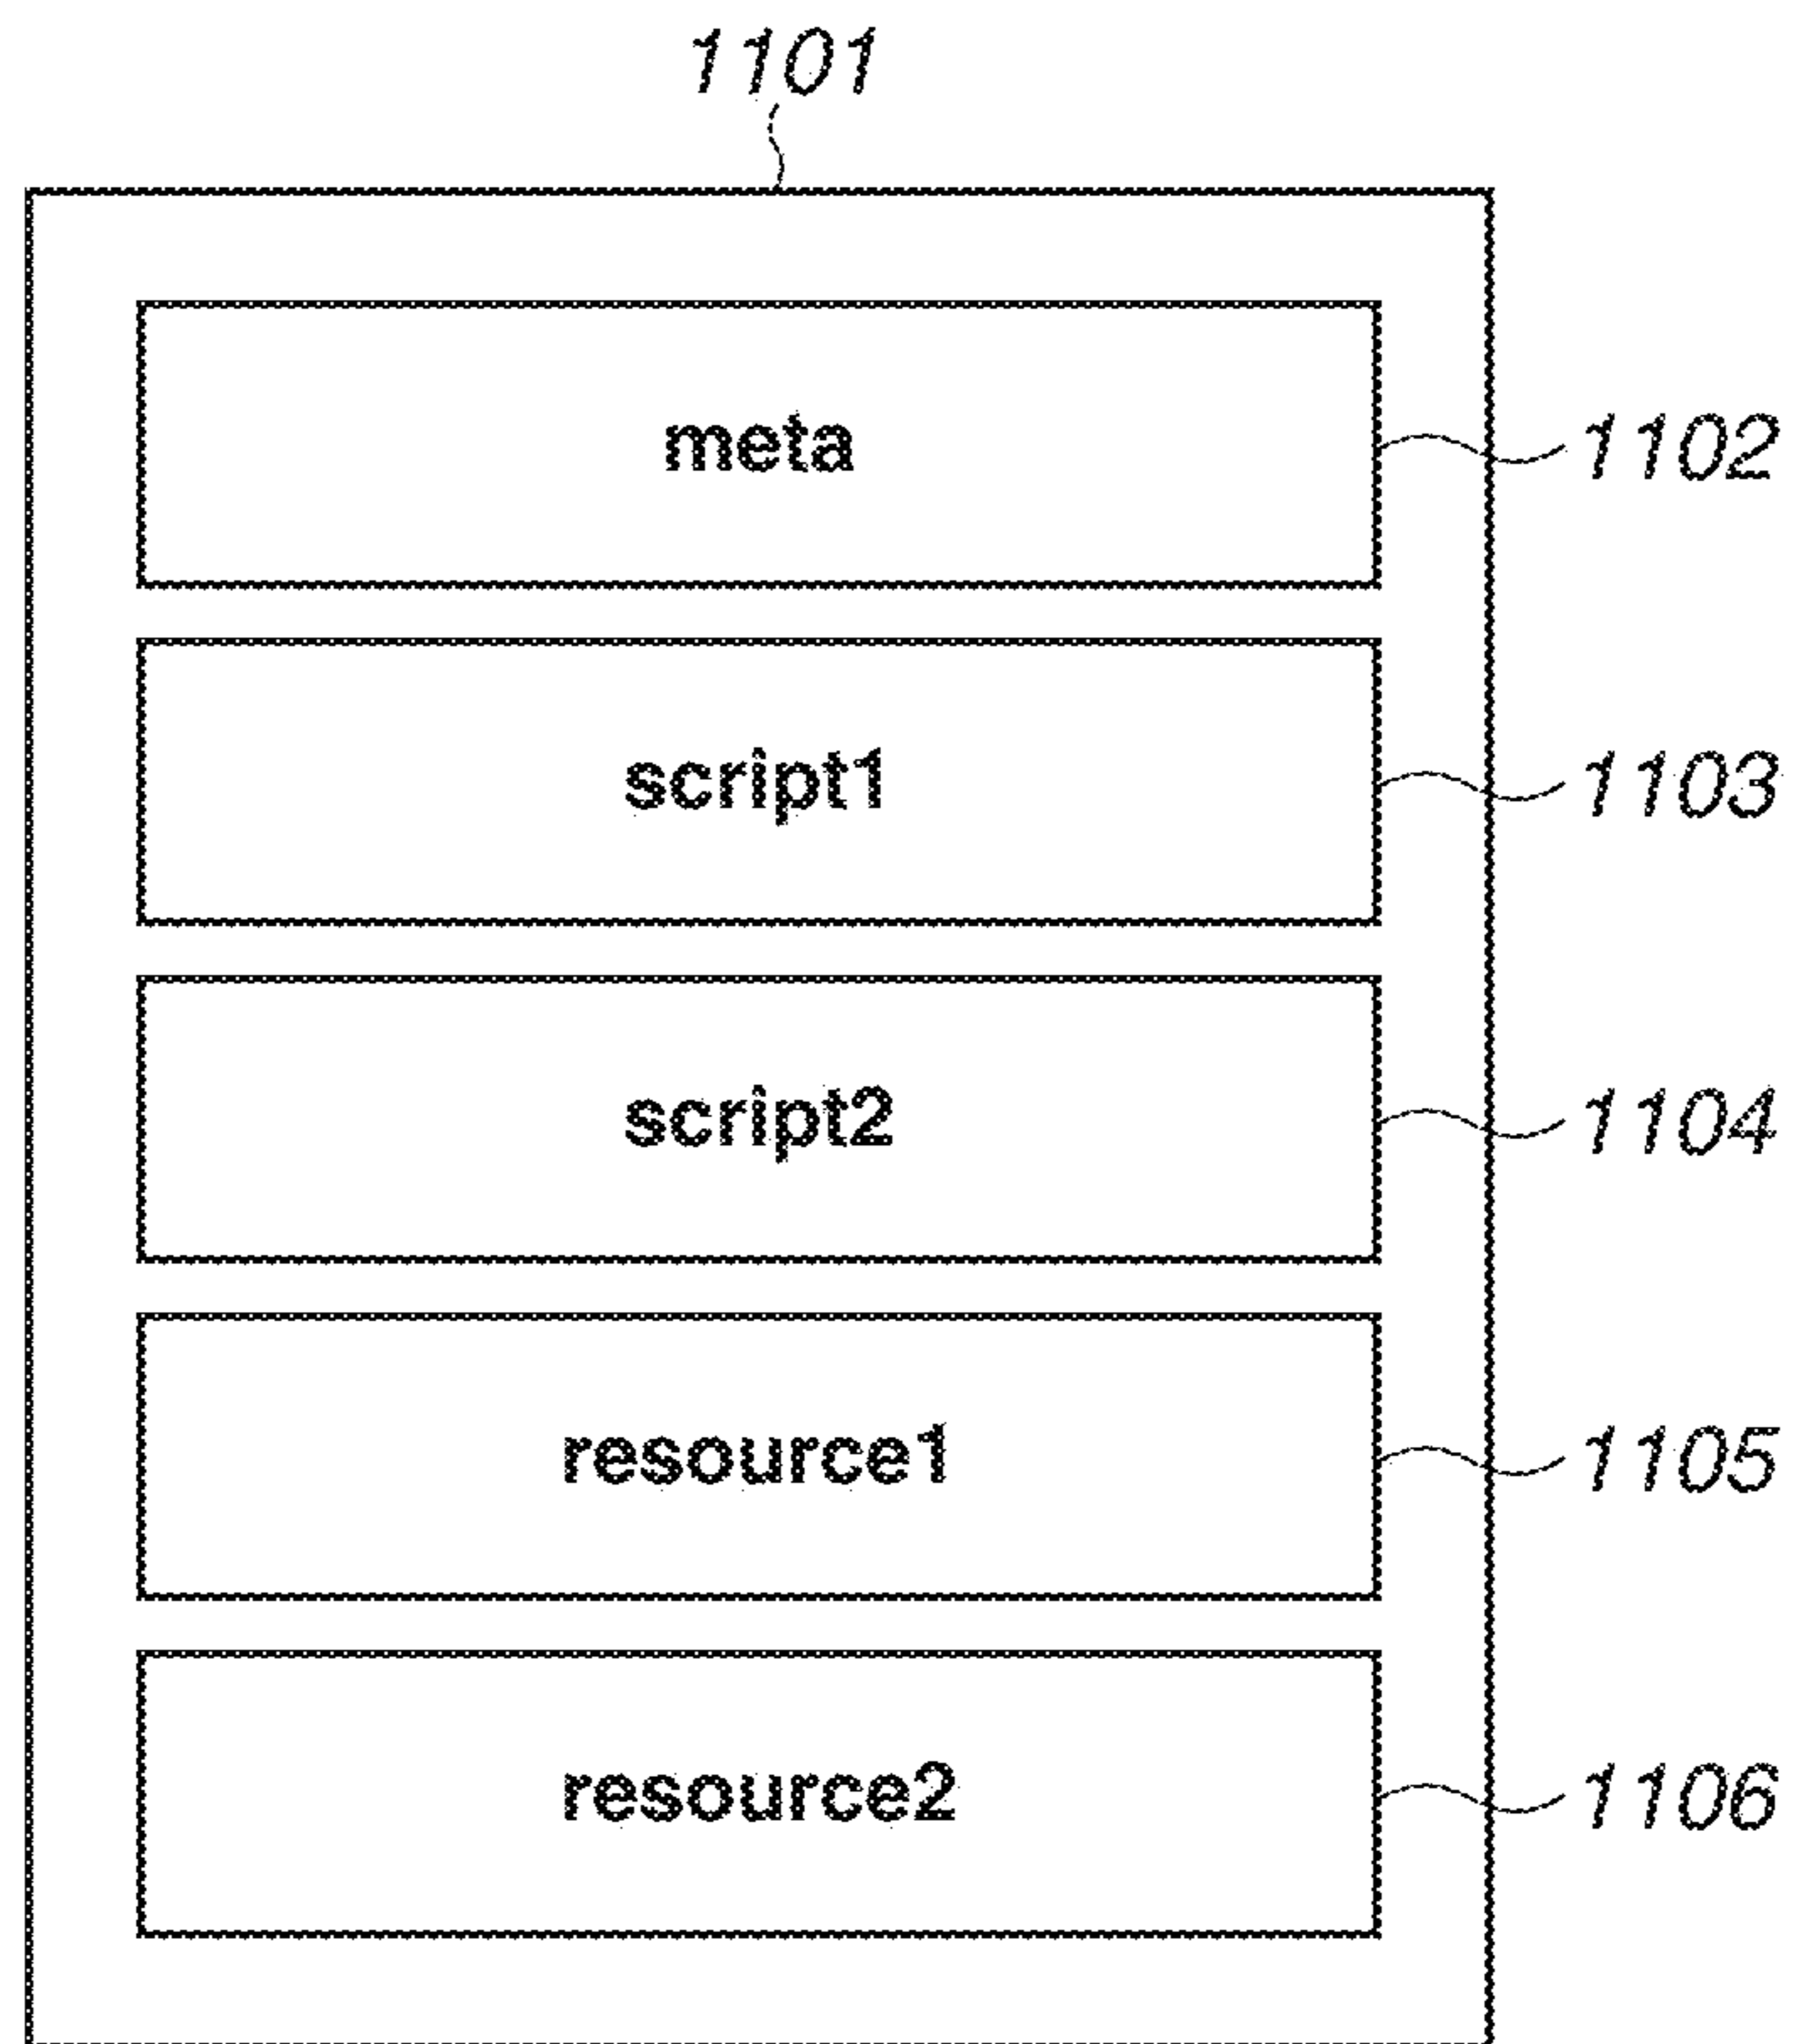 1101
meta 1102
script1 1103
script2 1104
resource1 1105
resource2 1106